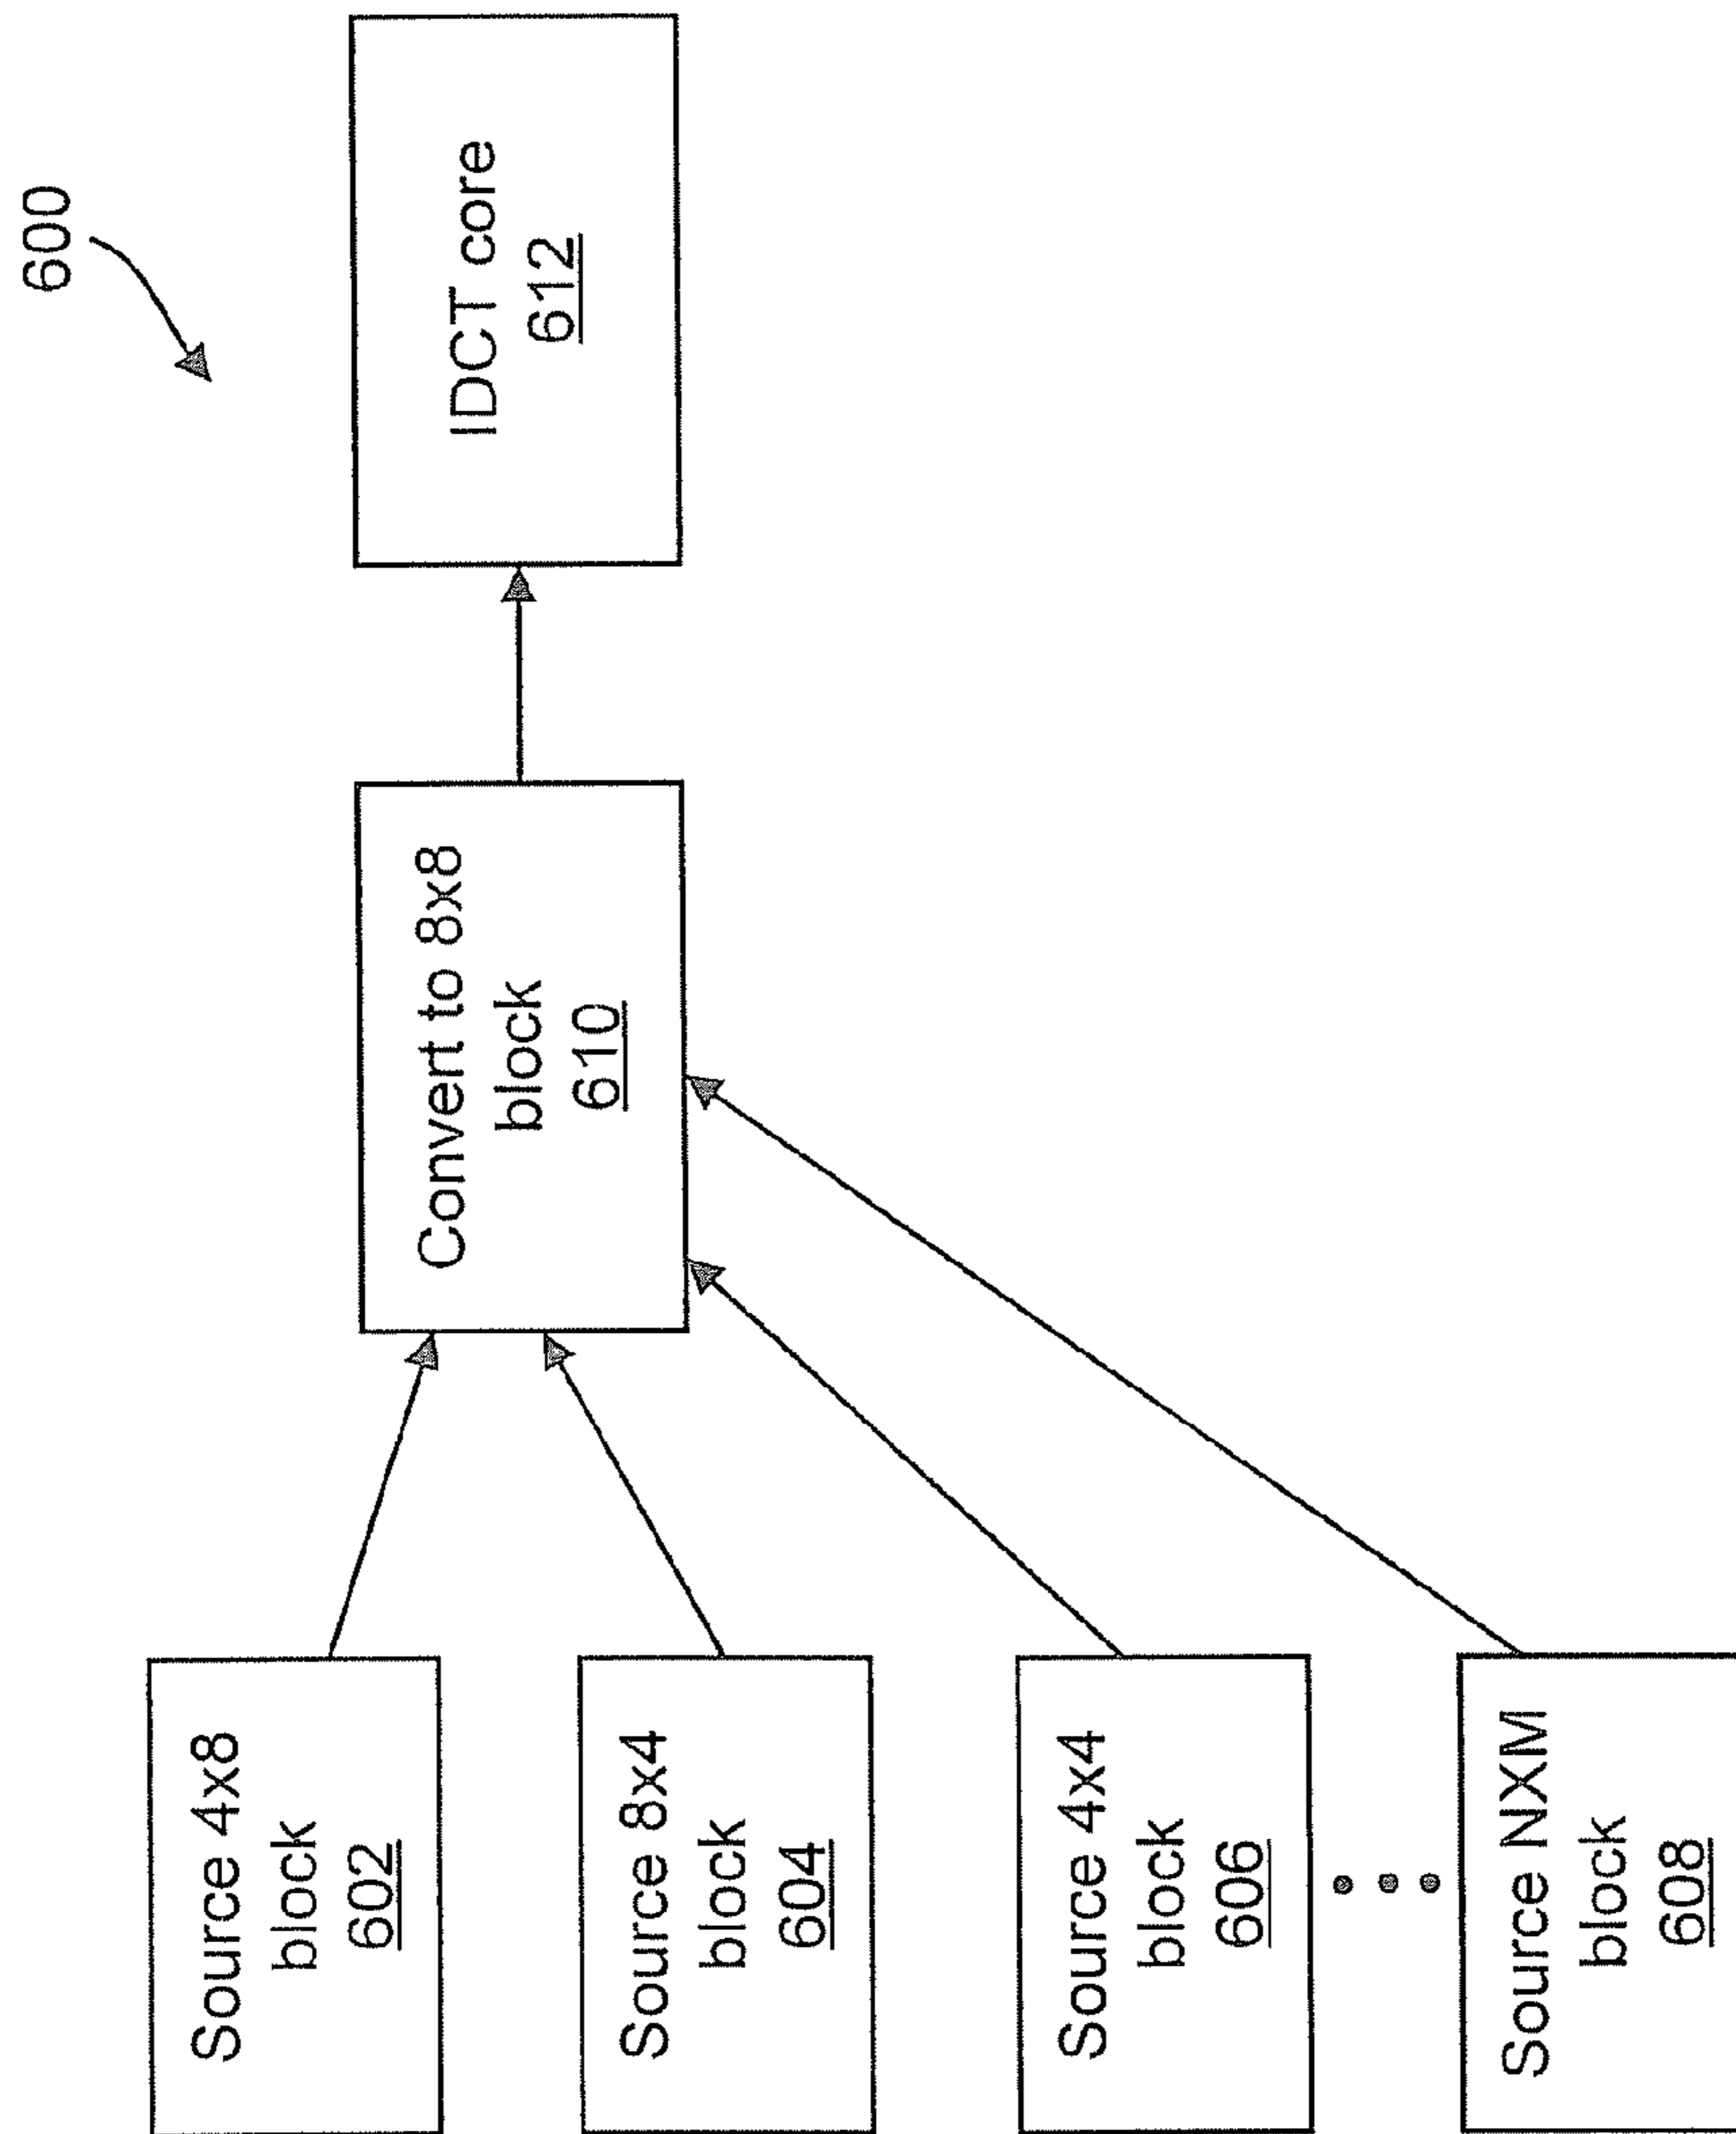 600
Source 4x8
block
602
Source 8x4
block
604
Source 4x4
block
606
Source NXM
block
608
Convert to 8x8
block
610
IDCT core
612